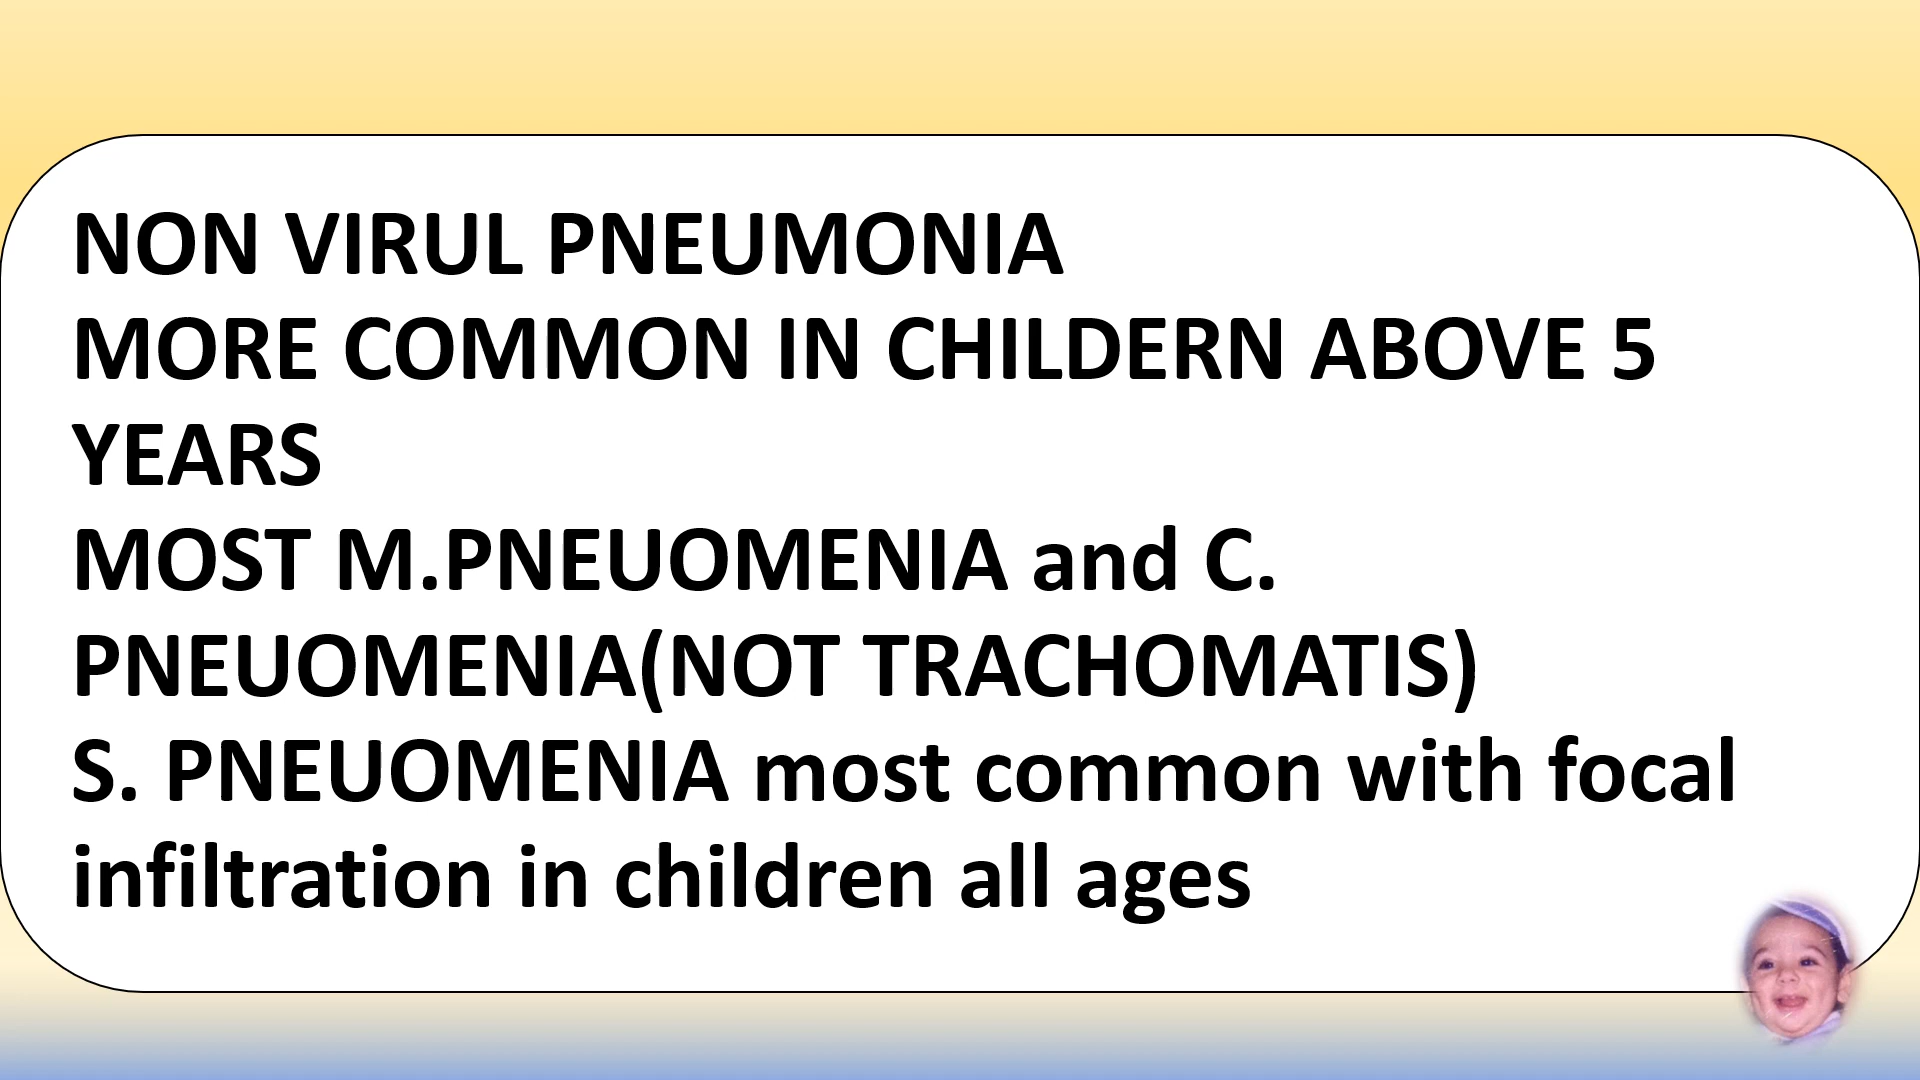 NON VIRUL PNEUMONIA
MORE COMMON IN CHILDERN ABOVE 5
YEARS
MOST M.PNEUOMENIA and C.
PNEUOMENIA(NOT TRACHOMATIS)
S. PNEUOMENIA most common with focal
infiltration in children all ages